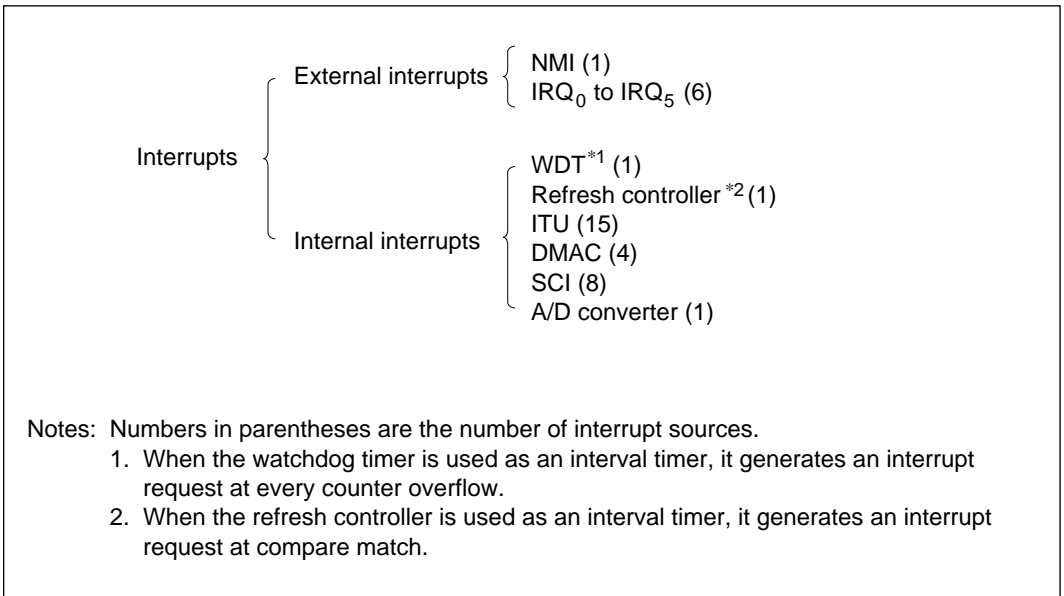 External interrupts
NMI (1)
IRQ0 to IRQ5 (6)
Interrupts
Internal interrupts
WDT*1 (1)
Refresh controller *2 (1)
ITU (15)
DMAC (4)
SCI (8)
A/D converter (1)
Notes: Numbers in parentheses are the number of interrupt sources.
1. When the watchdog timer is used as an interval timer, it generates an interrupt
request at every counter overflow.
2. When the refresh controller is used as an interval timer, it generates an interrupt
request at compare match.